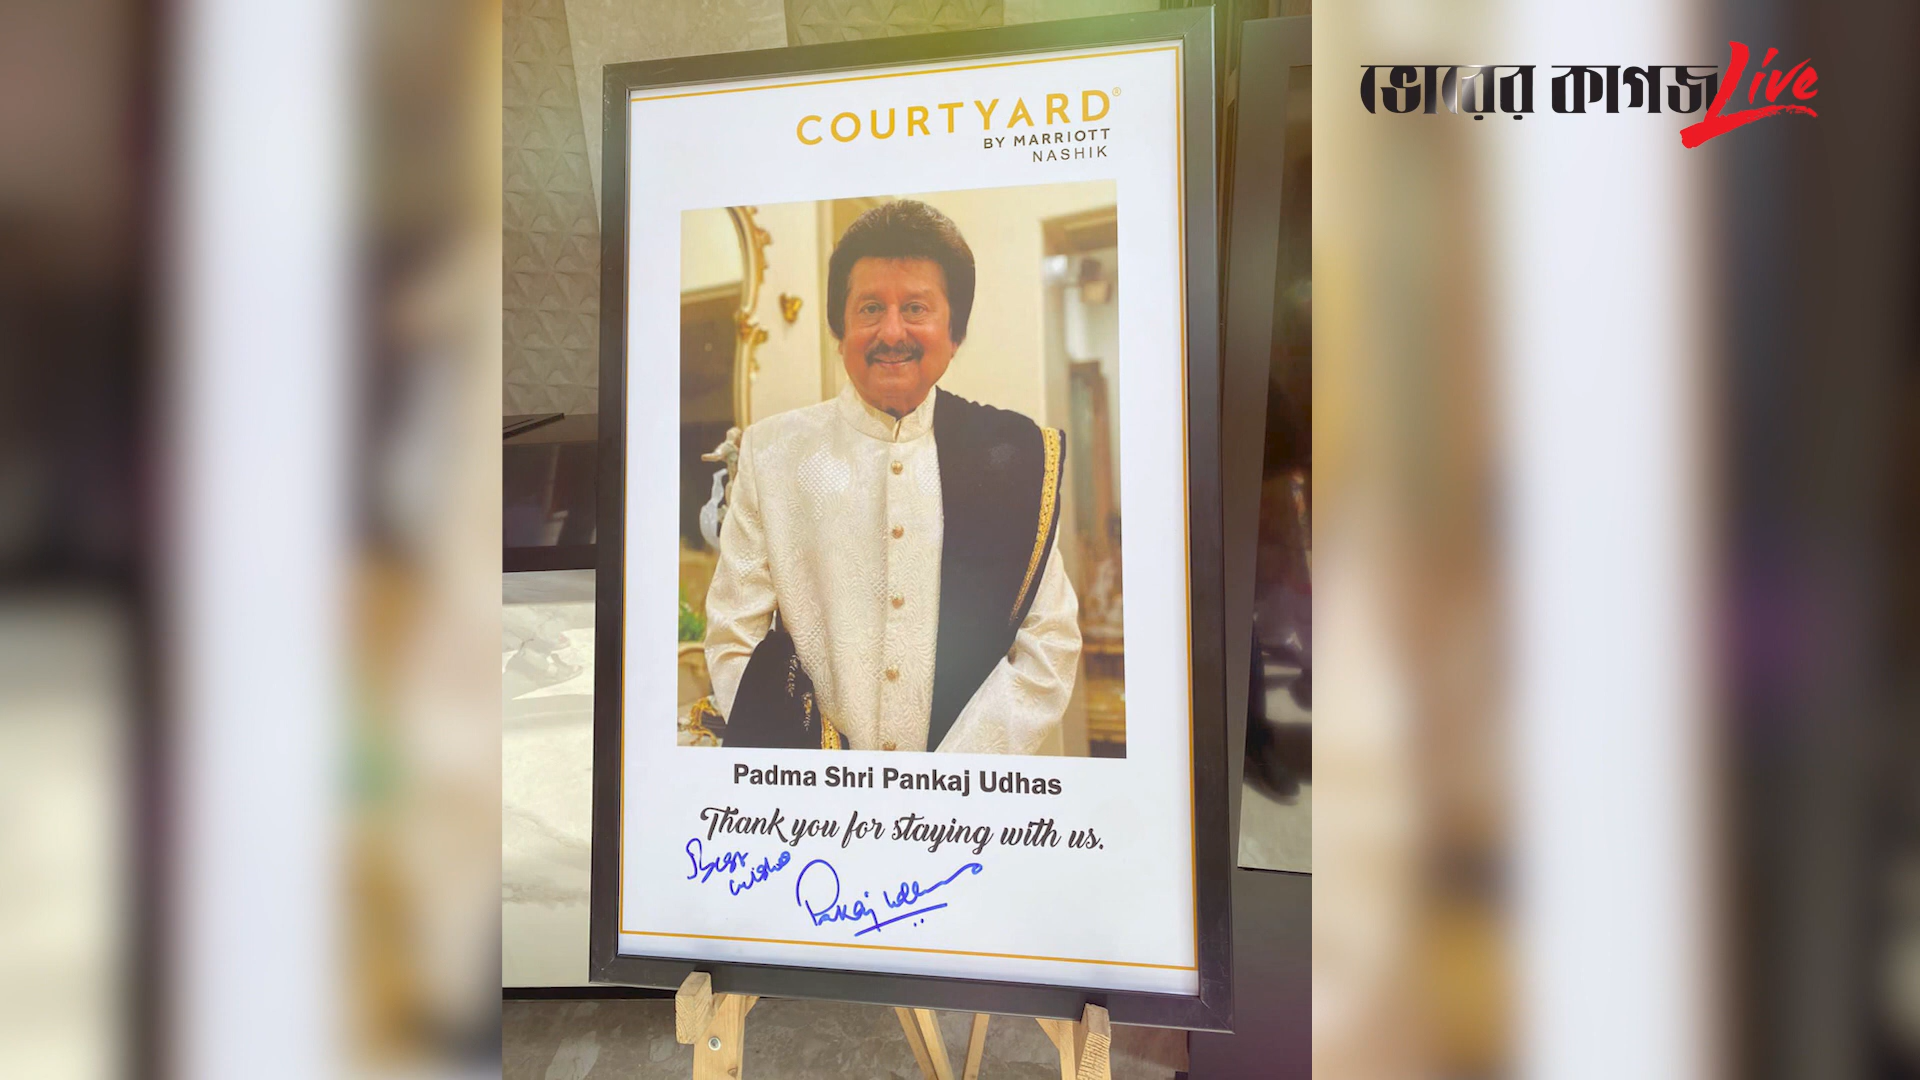 COURTYARD®
BY MARRIOTT
NASHIK
ভোরের কাগজ Live
Padma Shri Pankaj Udhas
Thank you for staying with us.
Best
wishes
Pankaj Udhas